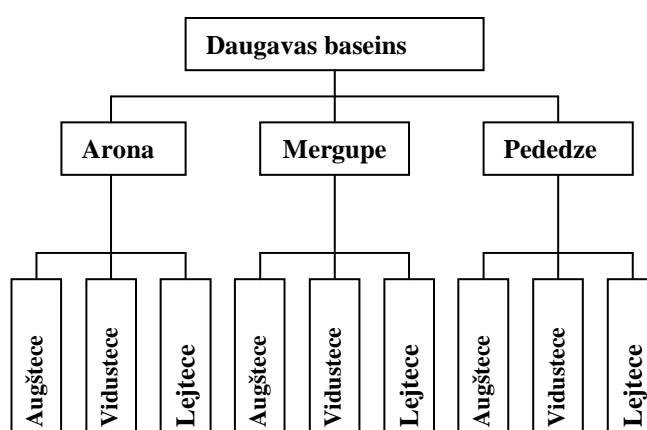 Daugavas baseins
Arona
Mergupe
Pededze
Augštece
Vidustece
Lejtece
Augštece
Vidustece
Lejtece
Augštece
Vidustece
Lejtece